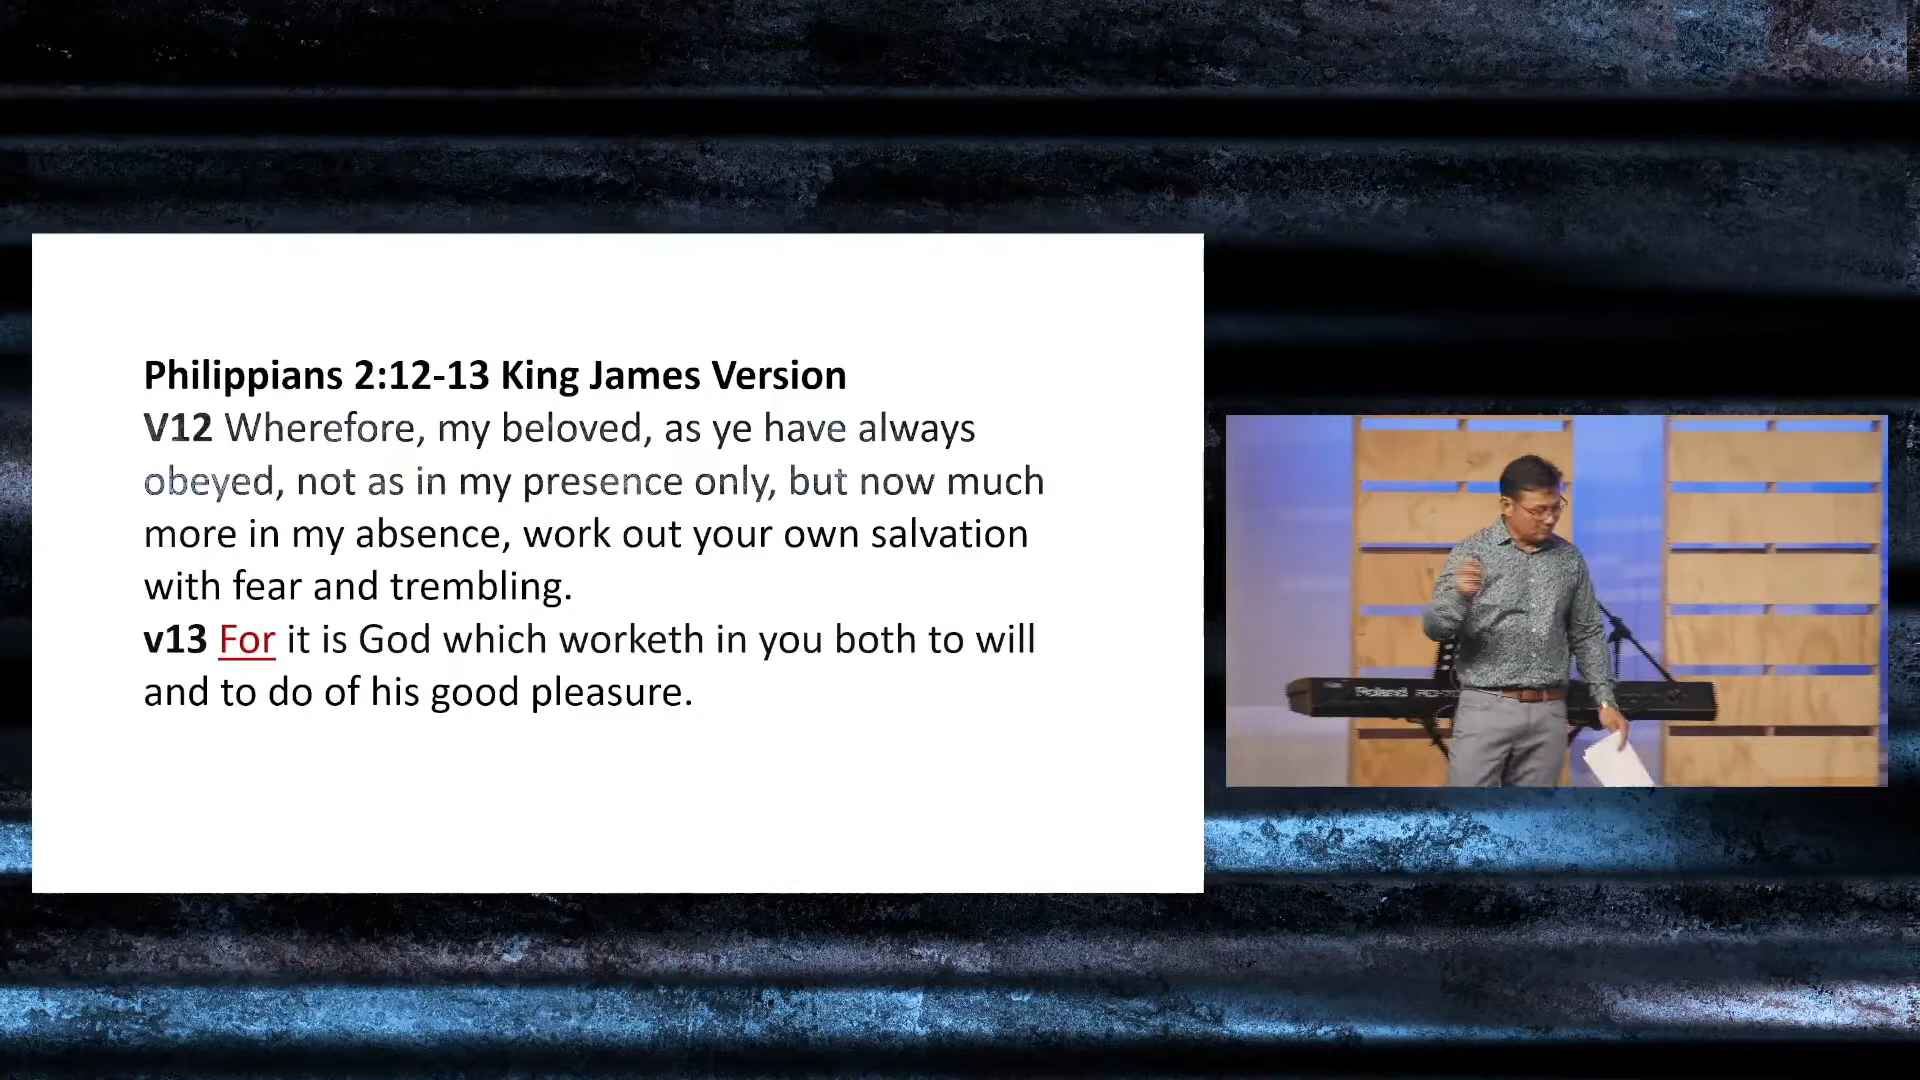 Philippians 2:12-13 King James Version
V12 Wherefore, my beloved, as ye have always
obeyed, not as in my presence only, but now much
more in my absence, work out your own salvation
with fear and trembling.
v13 For it is God which worketh in you both to will
and to do of his good pleasure.
Roland